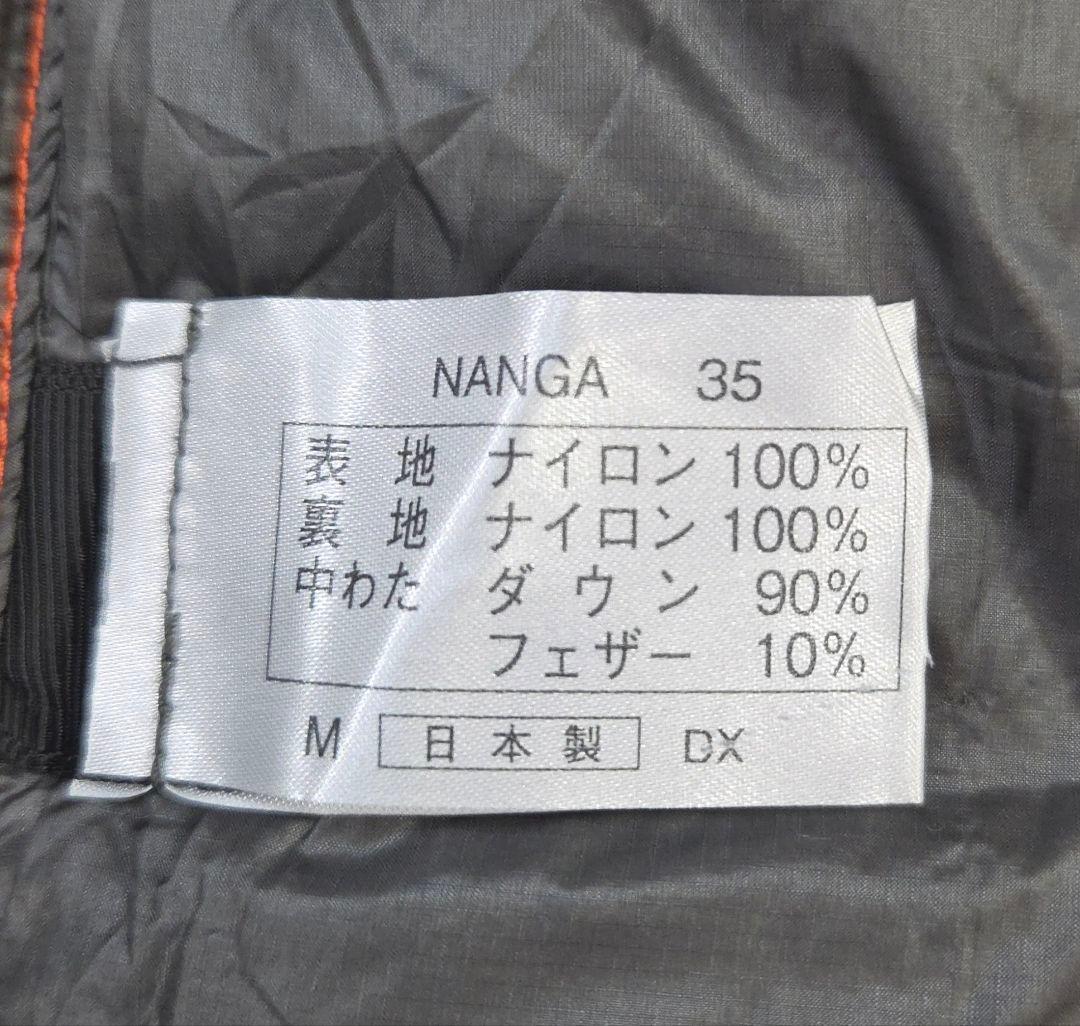 NANGA 35
表地 ナイロン 100%
裏地 ナイロン 100%
中わた ダウン 90%
フェザー 10%
M 日本製 DX